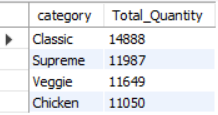 category Total_Quantity
Classic 14888
Supreme 11987
Veggie 11649
Chicken 11050